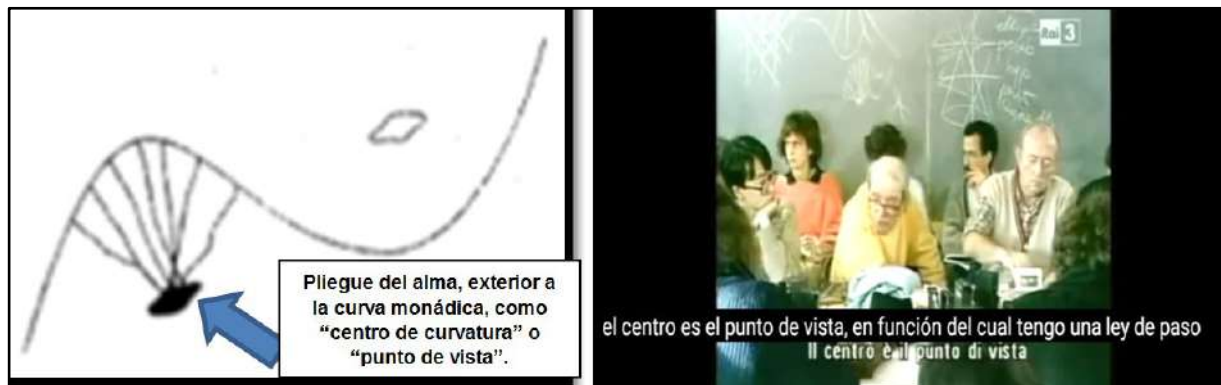 Pliegue del alma, exterior a
la curva monádica, como
“centro de curvatura” o
“punto de vista”.
Rai 3
el centro es el punto de vista, en función del cual tengo una ley de paso
Il centro è il punto di vista